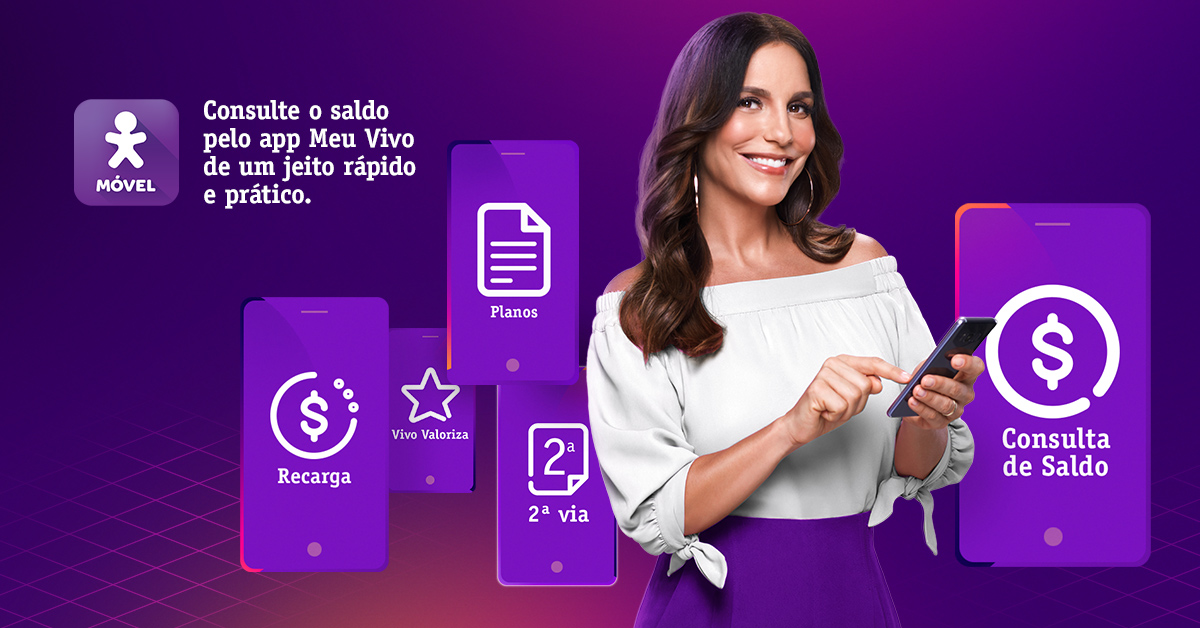 Consulte o saldo
pelo app Meu Vivo
de um jeito rápido
e prático.
MÓVEL
Planos
Recarga
Vivo Valoriza
2ª
2ª via
Consulta
de Saldo